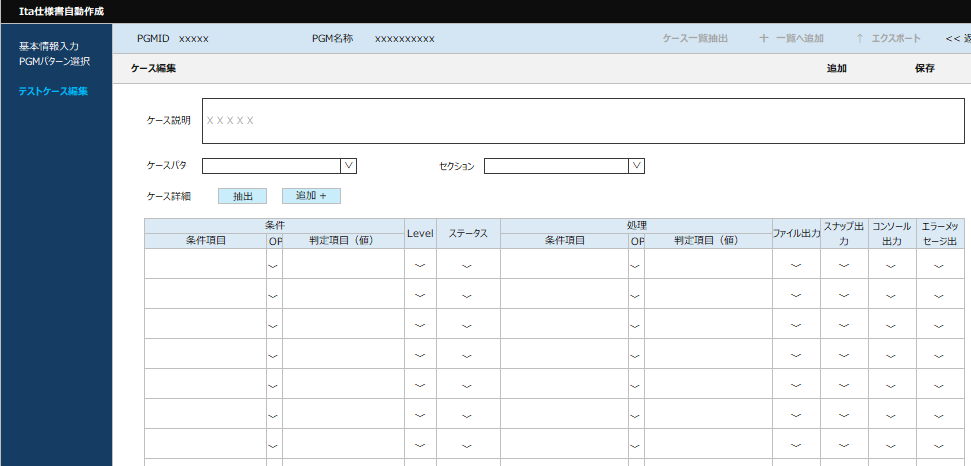 Ita仕様書自動作成
基本情報入力
PGMパターン選択
テストケース編集
PGMID xxxxx PGM名称 xxxxxxxxxx ケース一覧抽出 + 一覧へ追加 ↑ エクスポート <<
ケース編集 追加 保存
ケース説明 X X X X X
ケースパタ セクション
ケース詳細 抽出 追加 +
条件 Level ステータス 処理 ファイル出力 スナップ出力 コンソール出力 エラーメッセージ出
条件項目 OP 判定項目（値） 条件項目 OP 判定項目（値）